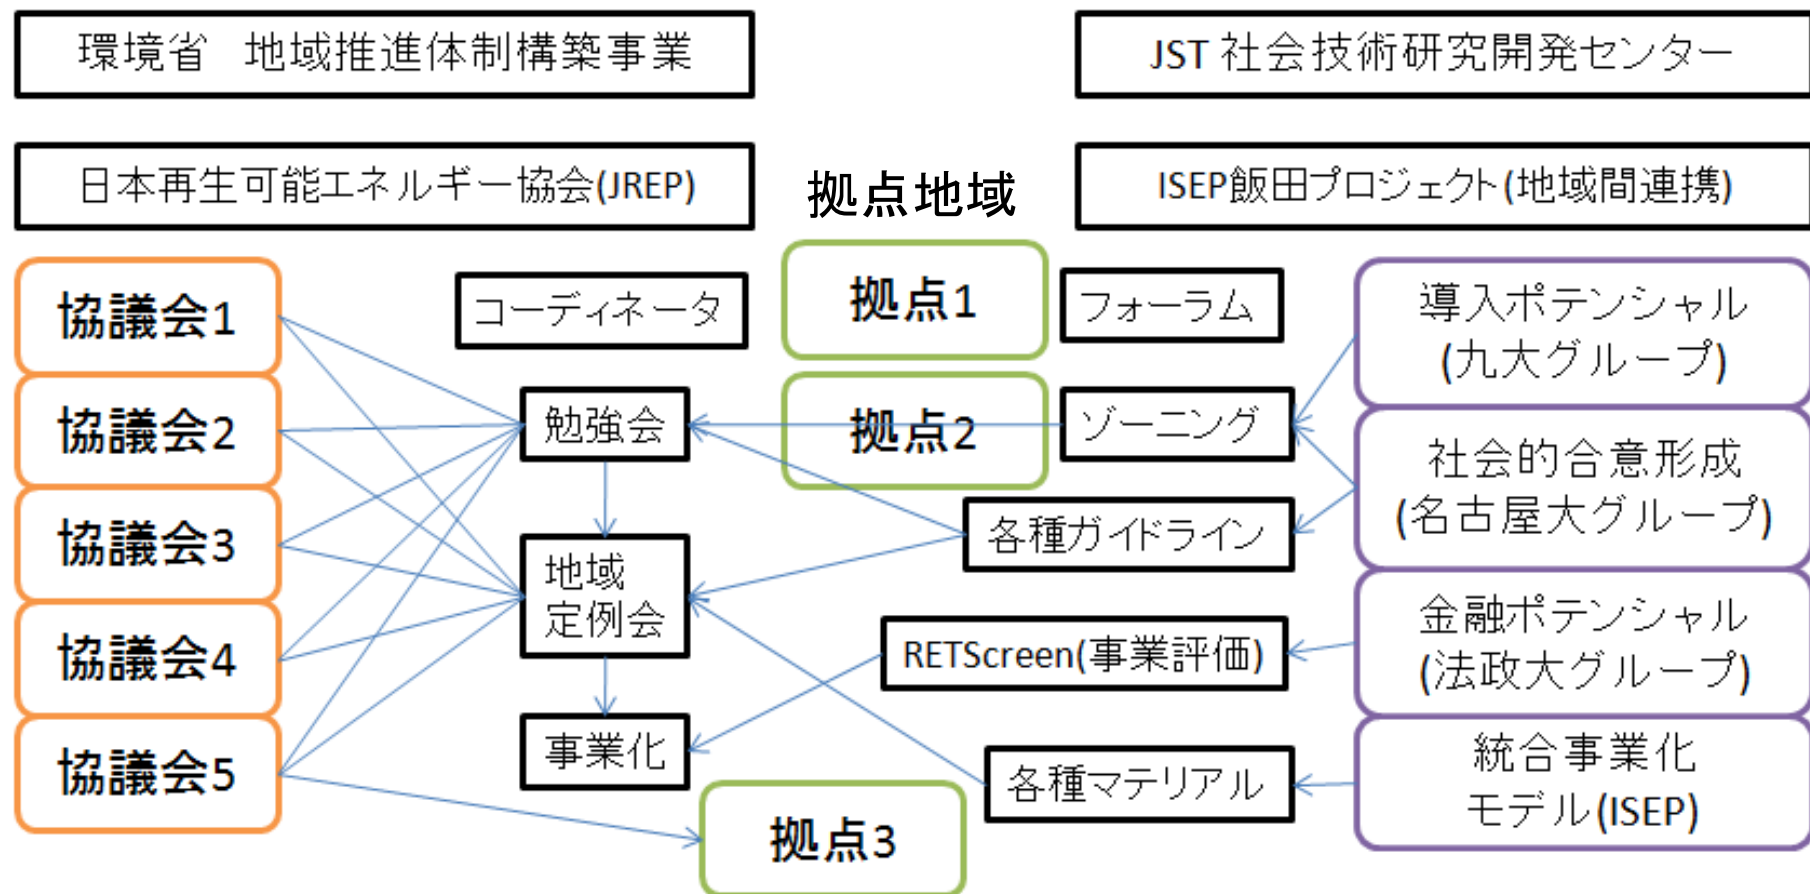 環境省　地域推進体制構築事業
JST 社会技術研究開発センター
日本再生可能エネルギー協会(JREP)
拠点地域
ISEP飯田プロジェクト(地域間連携)
協議会1
協議会2
協議会3
協議会4
協議会5
コーディネータ
勉強会
地域
定例会
事業化
拠点1
拠点2
拠点3
フォーラム
ゾーニング
各種ガイドライン
RETScreen(事業評価)
各種マテリアル
導入ポテンシャル
(九大グループ)
社会的合意形成
(名古屋大グループ)
金融ポテンシャル
(法政大グループ)
統合事業化
モデル(ISEP)